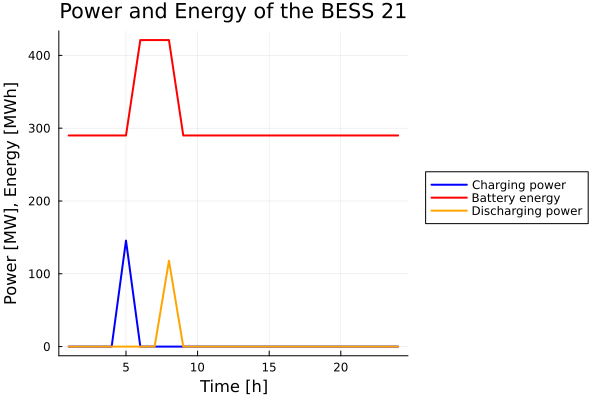 Power and Energy of the BESS 21
Power [MW], Energy [MWh]
400
300
200
100
0
5
10
15
20
Time [h]
Charging power
Battery energy
Discharging power